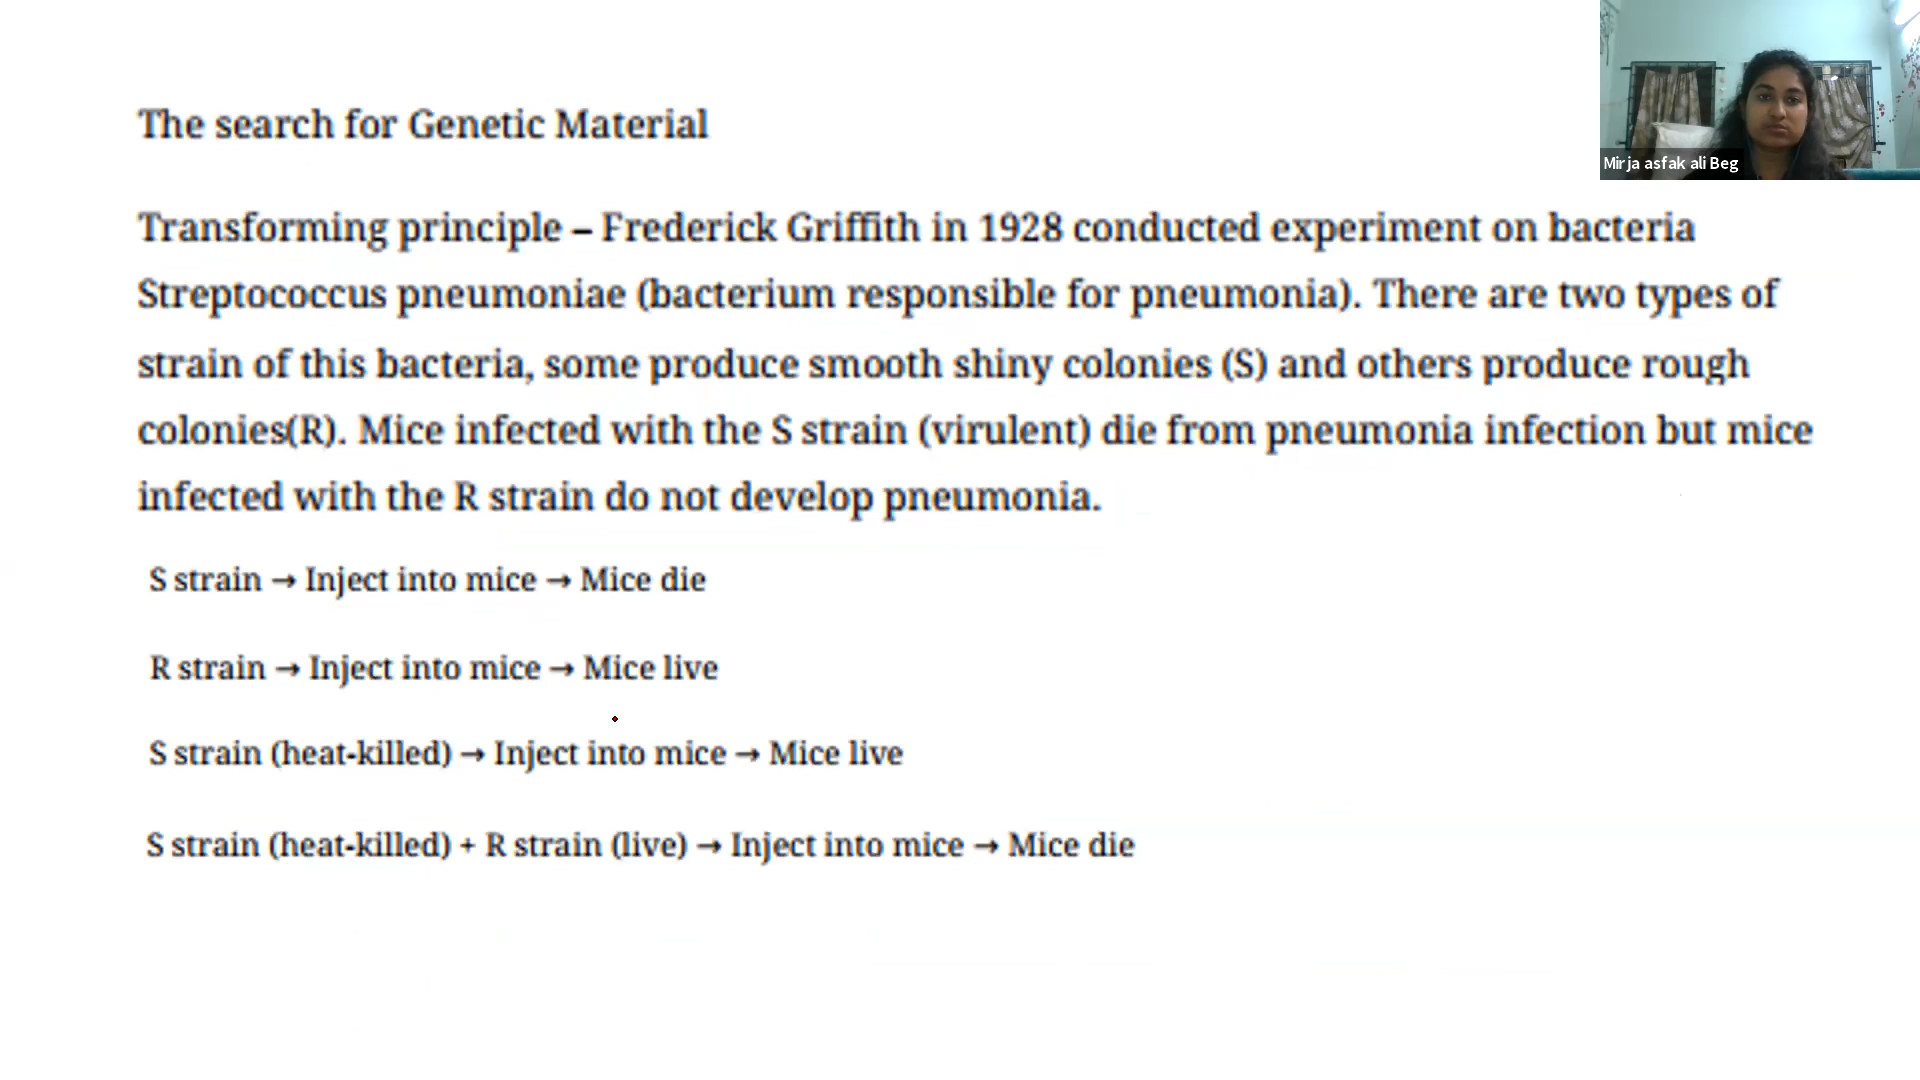 The search for Genetic Material
Transforming principle – Frederick Griffith in 1928 conducted experiment on bacteria
Streptococcus pneumoniae (bacterium responsible for pneumonia). There are two types of
strain of this bacteria, some produce smooth shiny colonies (S) and others produce rough
colonies(R). Mice infected with the S strain (virulent) die from pneumonia infection but mice
infected with the R strain do not develop pneumonia.
S strain → Inject into mice → Mice die
R strain → Inject into mice → Mice live
S strain (heat-killed) → Inject into mice → Mice live
S strain (heat-killed) + R strain (live) → Inject into mice → Mice die
Mirja asfak ali Beg